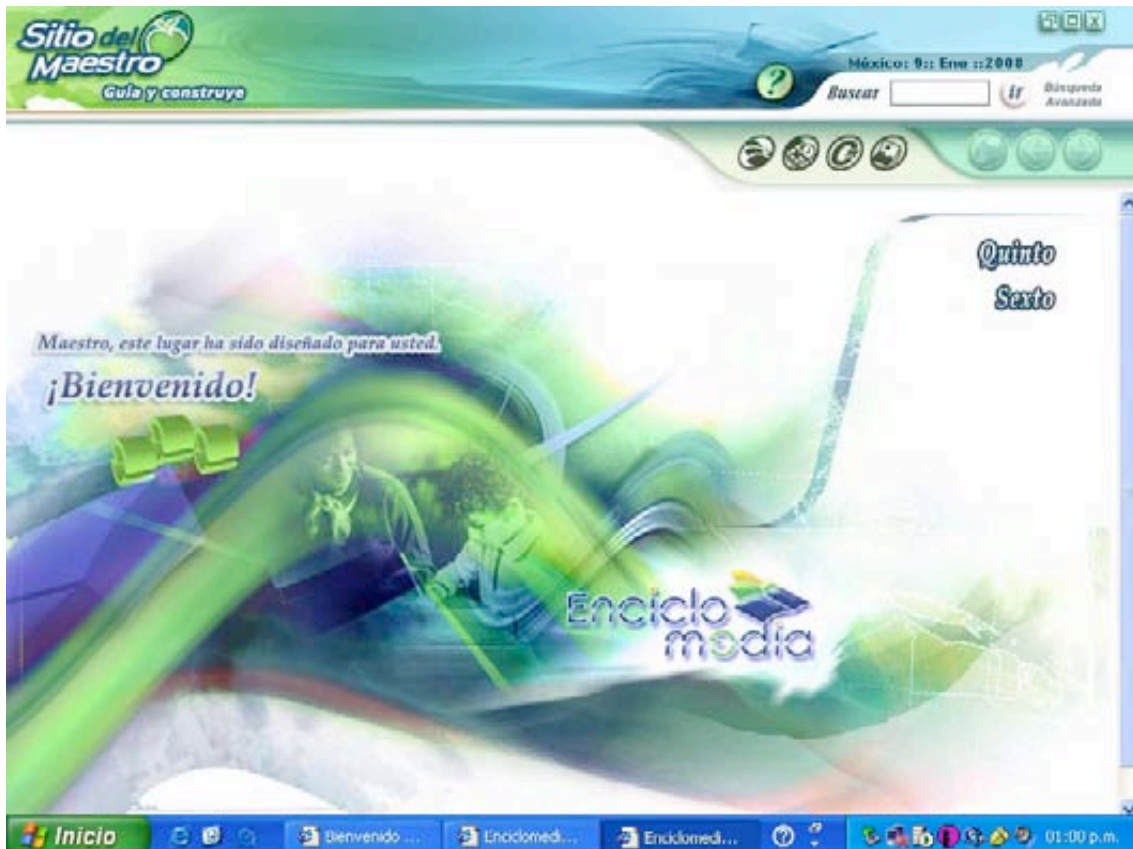 Sitio del
Maestro
Guía y construye
México: 9:: Ene ::2008
?
Buscar
ir
Búsqueda
Avanzada
Quinto
Sexto
Maestro, este lugar ha sido diseñado para usted.
¡Bienvenido!
Enciclo
media
Inicio
Bienvenido ...
Enciclomedi...
Enciclomedi...
01:00 p.m.